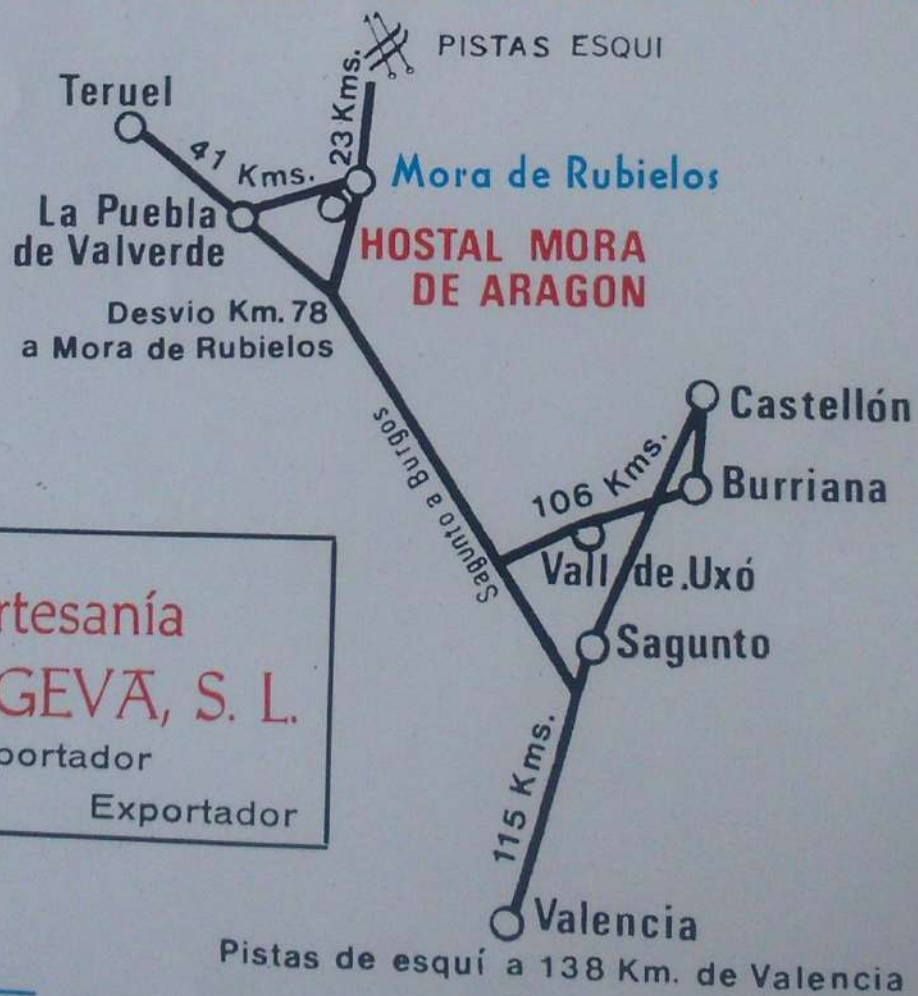 PISTAS ESQUI
Teruel
23 Kms.
41 Kms.
Mora de Rubielos
La Puebla
de Valverde
HOSTAL MORA
DE ARAGON
Desvio Km. 78
a Mora de Rubielos
Sagunto a Burgos
Castellón
106 Kms.
Burriana
Vall de.Uxó
Sagunto
rtesanía
GEVA, S. L.
portador
Exportador
115 Kms.
Valencia
Pistas de esquí a 138 Km. de Valencia